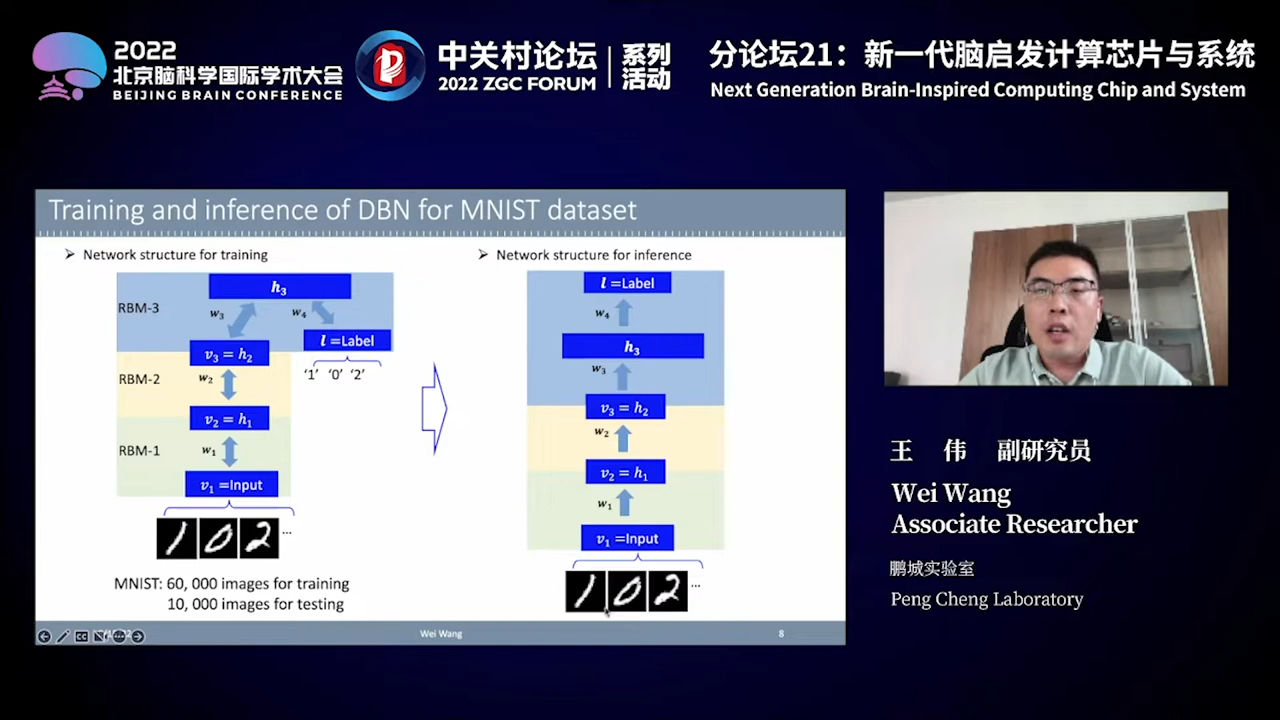 2022
北京脑科学国际学术大会
BEIJING BRAIN CONFERENCE
中关村论坛
2022 ZGC FORUM
系列
活动
分论坛21：新一代脑启发计算芯片与系统
Next Generation Brain-Inspired Computing Chip and System
Training and inference of DBN for MNIST dataset
➢ Network structure for training
RBM-3
h₃
w₃
w₄
l =Label
v₃ = h₂
'1' '0' '2'
RBM-2
w₂
v₂ = h₁
RBM-1
w₁
v₁ =Input
1 0 2 ...
MNIST: 60, 000 images for training
10, 000 images for testing
➢ Network structure for inference
l =Label
w₄
h₃
w₃
v₃ = h₂
w₂
v₂ = h₁
w₁
v₁ =Input
1 0 2 ...
Wei Wang
8
王 伟 副研究员
Wei Wang
Associate Researcher
鹏城实验室
Peng Cheng Laboratory